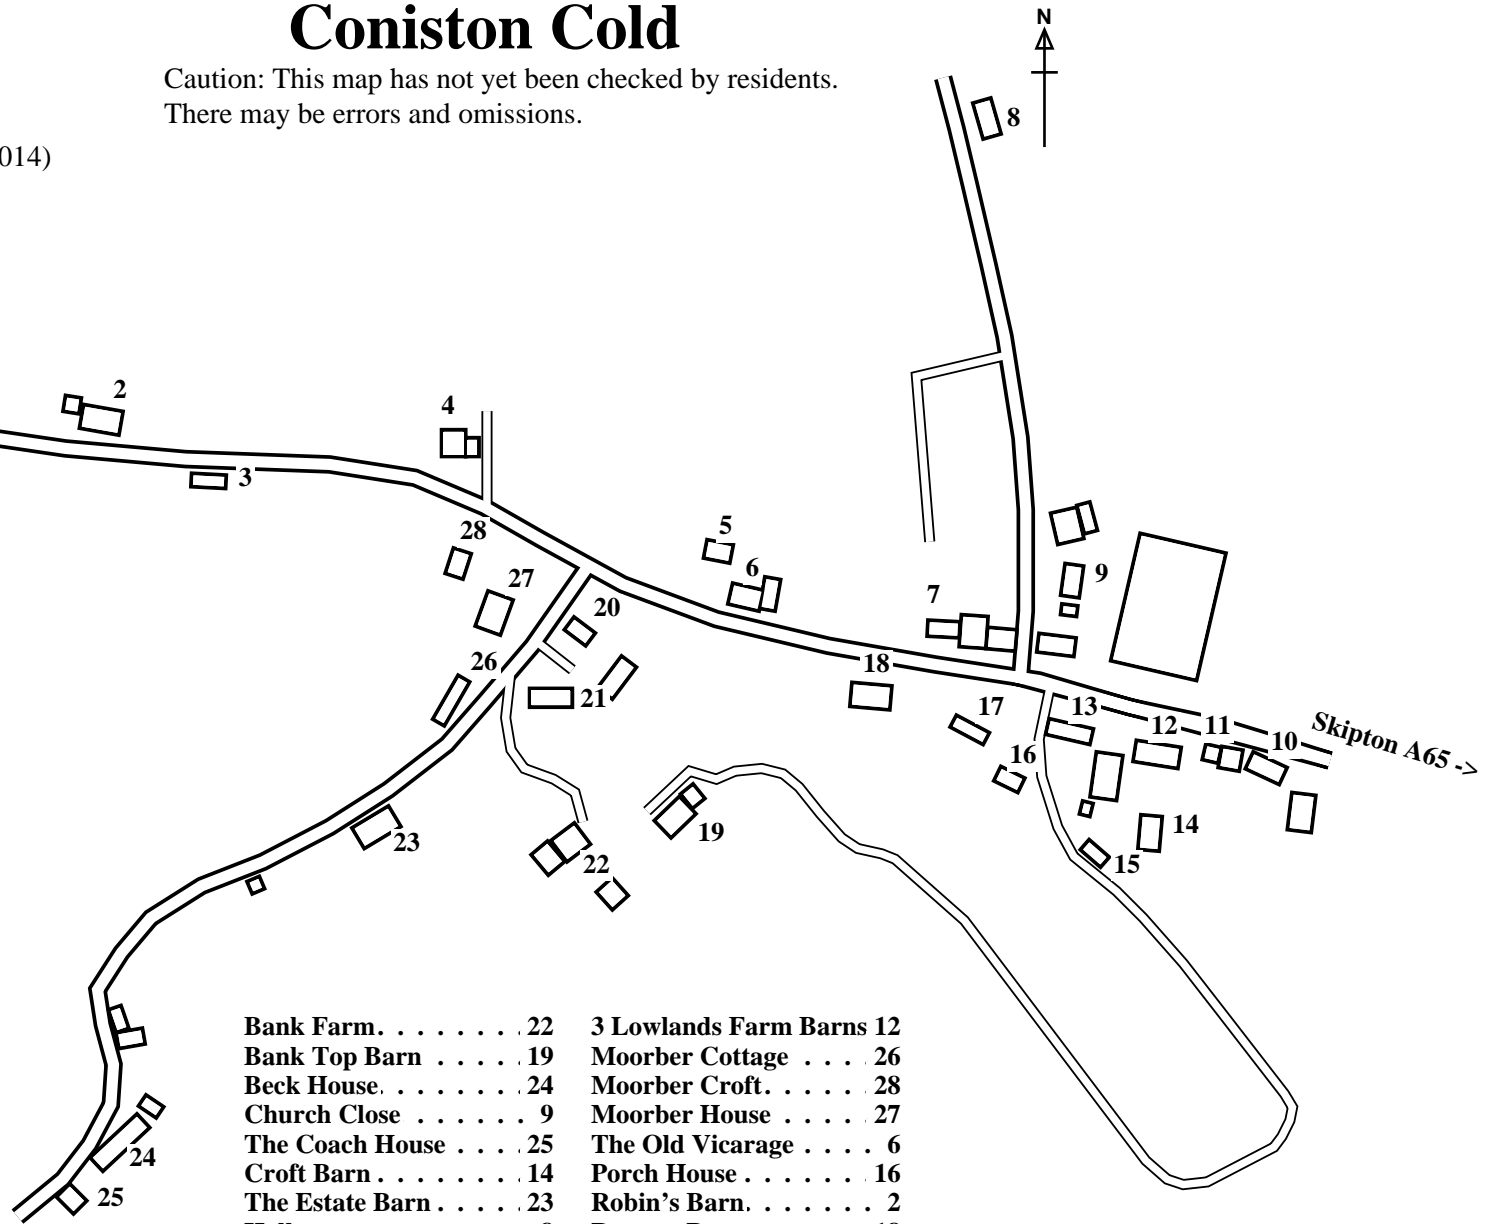 Coniston Cold
N
Caution: This map has not yet been checked by residents.
There may be errors and omissions.
8
014)
2
4
3
28
5
6
27
9
7
20
26
18
21
17
13
12
11
10
Skipton A65 ->
16
23
22
19
14
15
24
25
Bank Farm. . . . . . . . 22
Bank Top Barn . . . . . 19
Beck House. . . . . . . 24
Church Close . . . . . . 9
The Coach House . . . . 25
Croft Barn . . . . . . . . 14
The Estate Barn . . . . . 23
3 Lowlands Farm Barns 12
Moorber Cottage . . . . 26
Moorber Croft. . . . . . 28
Moorber House . . . . . 27
The Old Vicarage . . . . 6
Porch House . . . . . . . 16
Robin's Barn. . . . . . . 2